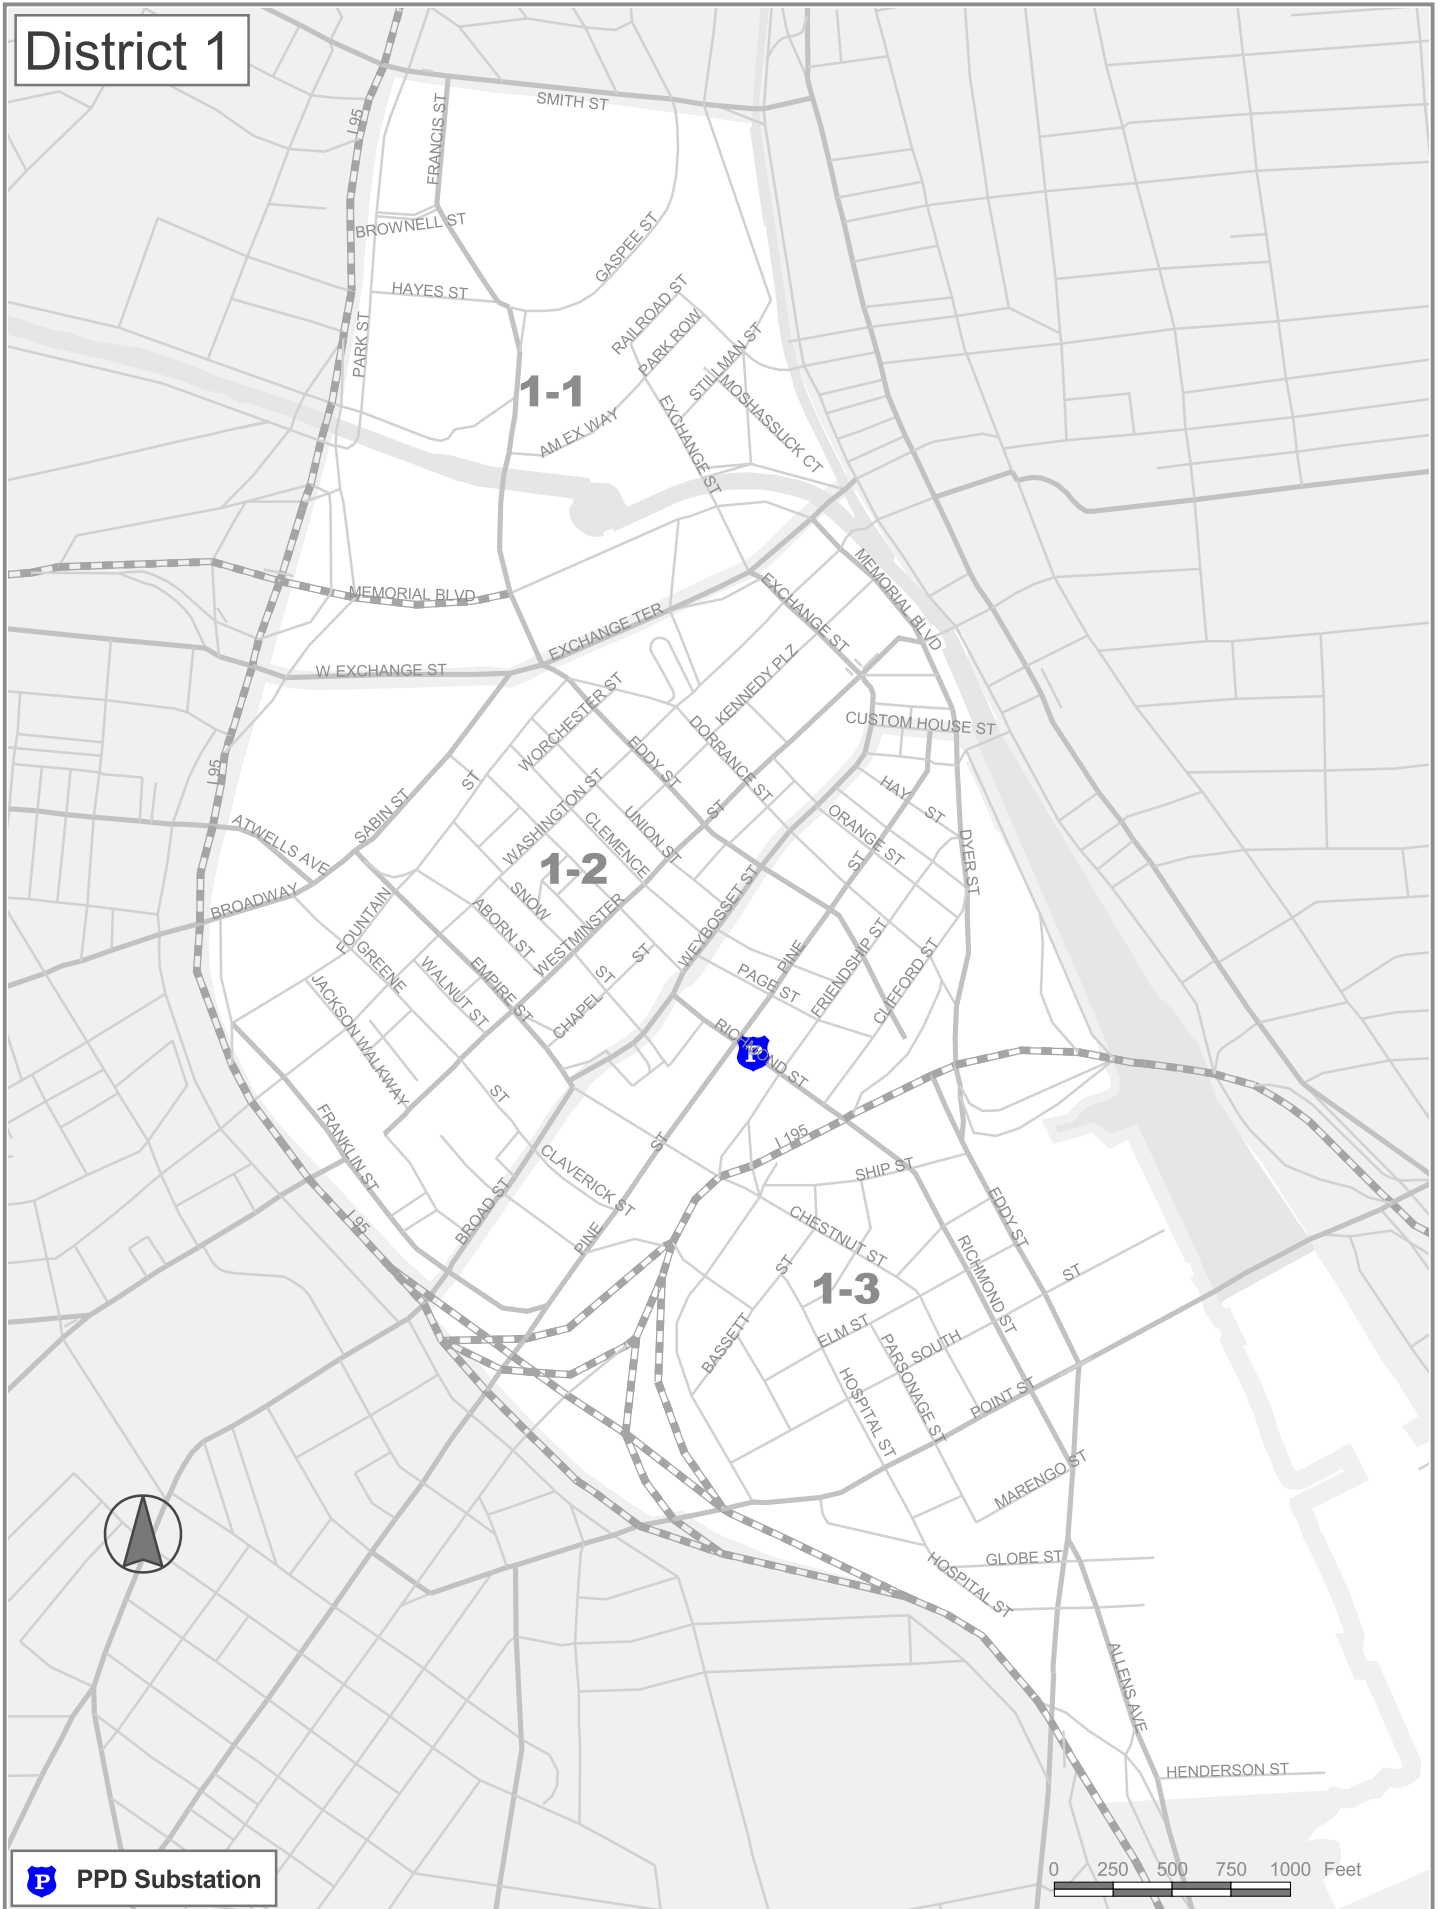 District 1
SMITH ST
I 95
FRANCIS ST
BROWNELL ST
GASPEE ST
HAYES ST
RAILROAD ST
PARK ST
PARK ROW
STILLMAN ST
1-1
MOSHASSUCK CT
AM EX WAY
EXCHANGE ST
MEMORIAL BLVD
MEMORIAL BLVD
EXCHANGE ST
EXCHANGE TER
W EXCHANGE ST
KENNEDY PLZ
WORCHESTER ST
CUSTOM HOUSE ST
DORRANCE ST
EDDY ST
I 95
ST
HAY ST
WASHINGTON ST
SABIN ST
ST
UNION ST
CLEMENCE
ORANGE ST
ATWELLS AVE
1-2
ST
DYER ST
BROADWAY
SNOW
ABORN ST
WESTMINSTER
WEYBOSSET ST
FOUNTAIN
GREENE
WALNUT ST
EMPIRE ST
ST
ST
CHAPEL
PAGE ST
PINE
FRIENDSHIP ST
CLIFFORD ST
JACKSON WALKWAY
P
RICHMOND ST
ST
FRANKLIN ST
I 195
ST
CLAVERICK ST
SHIP ST
BROAD ST
PINE
I 95
CHESTNUT ST
EDDY ST
ST
RICHMOND ST
ST
1-3
BASSETT
ELM ST
PARSONAGE ST
SOUTH
HOSPITAL ST
POINT ST
MARENGO ST
GLOBE ST
HOSPITAL ST
ALLENS AVE
HENDERSON ST
P PPD Substation
0 250 500 750 1000 Feet